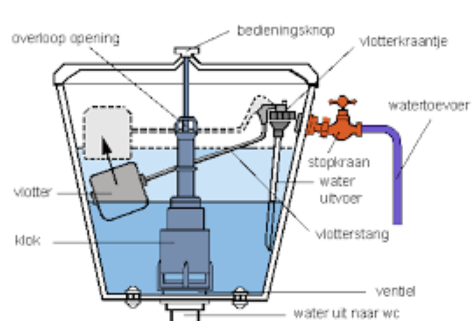 bedieningsknop
overloop opening
vlotterkraantje
watertoevoer
stopkraan
water
uitvoer
vlotter
vlotterstang
klok
ventiel
water uit naar wc